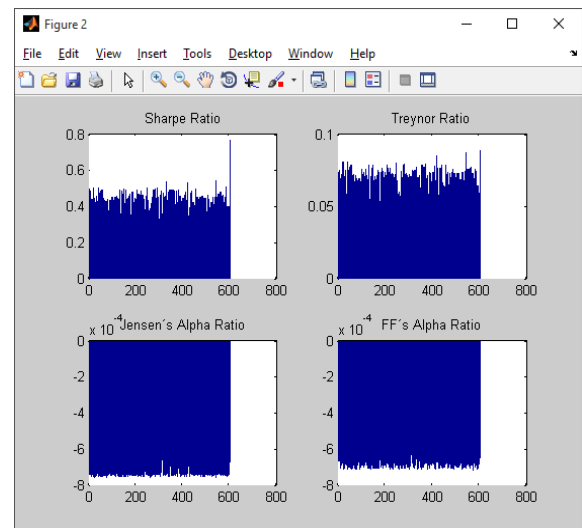 Figure 2
File Edit View Insert Tools Desktop Window Help
Sharpe Ratio
0.8
0.6
0.4
0.2
0
0 200 400 600 800
Treynor Ratio
0.1
0.05
0
0 200 400 600 800
x 10^-4 Jensen´s Alpha Ratio
0
-2
-4
-6
-8
0 200 400 600 800
x 10^-4 FF´s Alpha Ratio
0
-2
-4
-6
-8
0 200 400 600 800